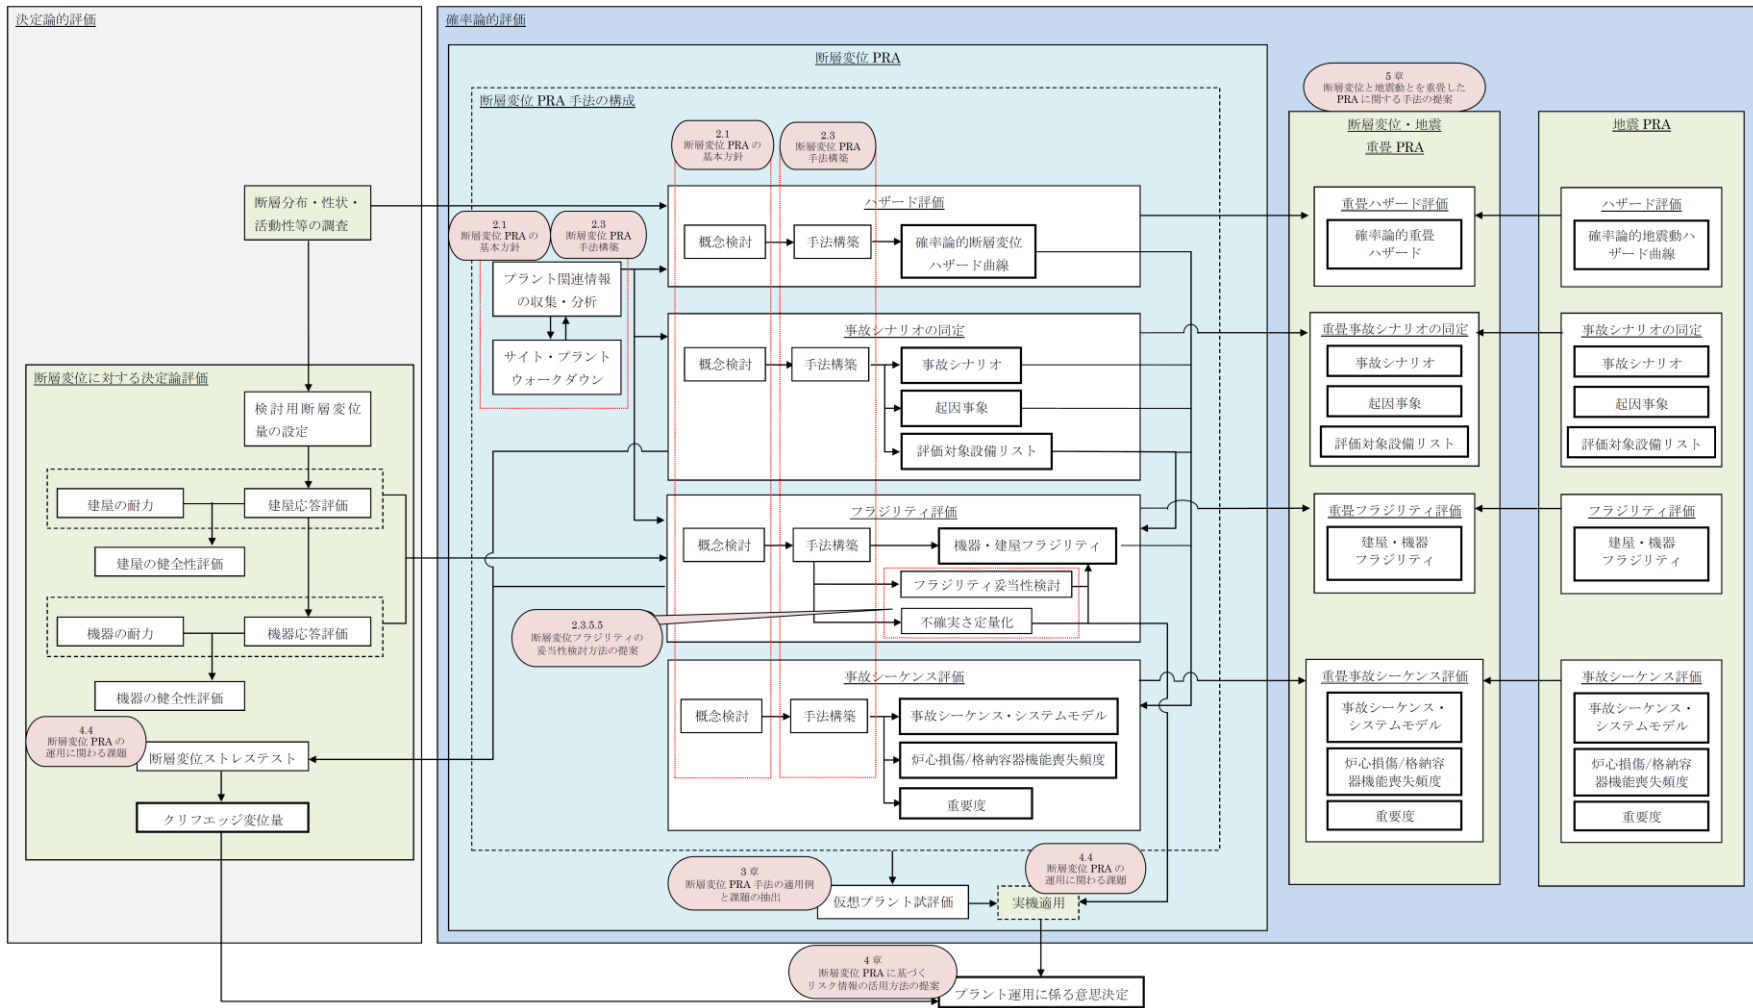 決定論的評価
断層分布・性状・
活動性等の調査
断層変位に対する決定論評価
検討用断層変位
量の設定
建屋の耐力
建屋応答評価
建屋の健全性評価
機器の耐力
機器応答評価
機器の健全性評価
4.4
断層変位 PRA の
運用に関わる課題
断層変位ストレステスト
クリフエッジ変位量
確率論的評価
断層変位 PRA
断層変位 PRA 手法の構成
2.1
断層変位 PRA の
基本方針
2.3
断層変位 PRA
手法構築
2.1
断層変位 PRA の
基本方針
2.3
断層変位 PRA
手法構築
プラント関連情報
の収集・分析
サイト・プラント
ウォークダウン
ハザード評価
概念検討
手法構築
確率論的断層変位
ハザード曲線
事故シナリオの同定
概念検討
手法構築
事故シナリオ
起因事象
評価対象設備リスト
フラジリティ評価
概念検討
手法構築
機器・建屋フラジリティ
フラジリティ妥当性検討
不確実さ定量化
2.3.5.5
断層変位フラジリティの
妥当性検討方法の提案
事故シーケンス評価
概念検討
手法構築
事故シーケンス・システムモデル
炉心損傷/格納容器機能喪失頻度
重要度
3 章
断層変位 PRA 手法の適用例
と課題の抽出
仮想プラント試評価
4.4
断層変位 PRA の
運用に関わる課題
実機適用
4 章
断層変位 PRA に基づく
リスク情報の活用方法の提案
プラント運用に係る意思決定
5 章
断層変位と地震動とを重畳した
PRA に関する手法の提案
断層変位・地震
重畳 PRA
重畳ハザード評価
確率論的重畳
ハザード
重畳事故シナリオの同定
事故シナリオ
起因事象
評価対象設備リスト
重畳フラジリティ評価
建屋・機器
フラジリティ
重畳事故シーケンス評価
事故シーケンス・
システムモデル
炉心損傷/格納容
器機能喪失頻度
重要度
地震 PRA
ハザード評価
確率論的地震動ハ
ザード曲線
事故シナリオの同定
事故シナリオ
起因事象
評価対象設備リスト
フラジリティ評価
建屋・機器
フラジリティ
事故シーケンス評価
事故シーケンス・
システムモデル
炉心損傷/格納容
器機能喪失頻度
重要度